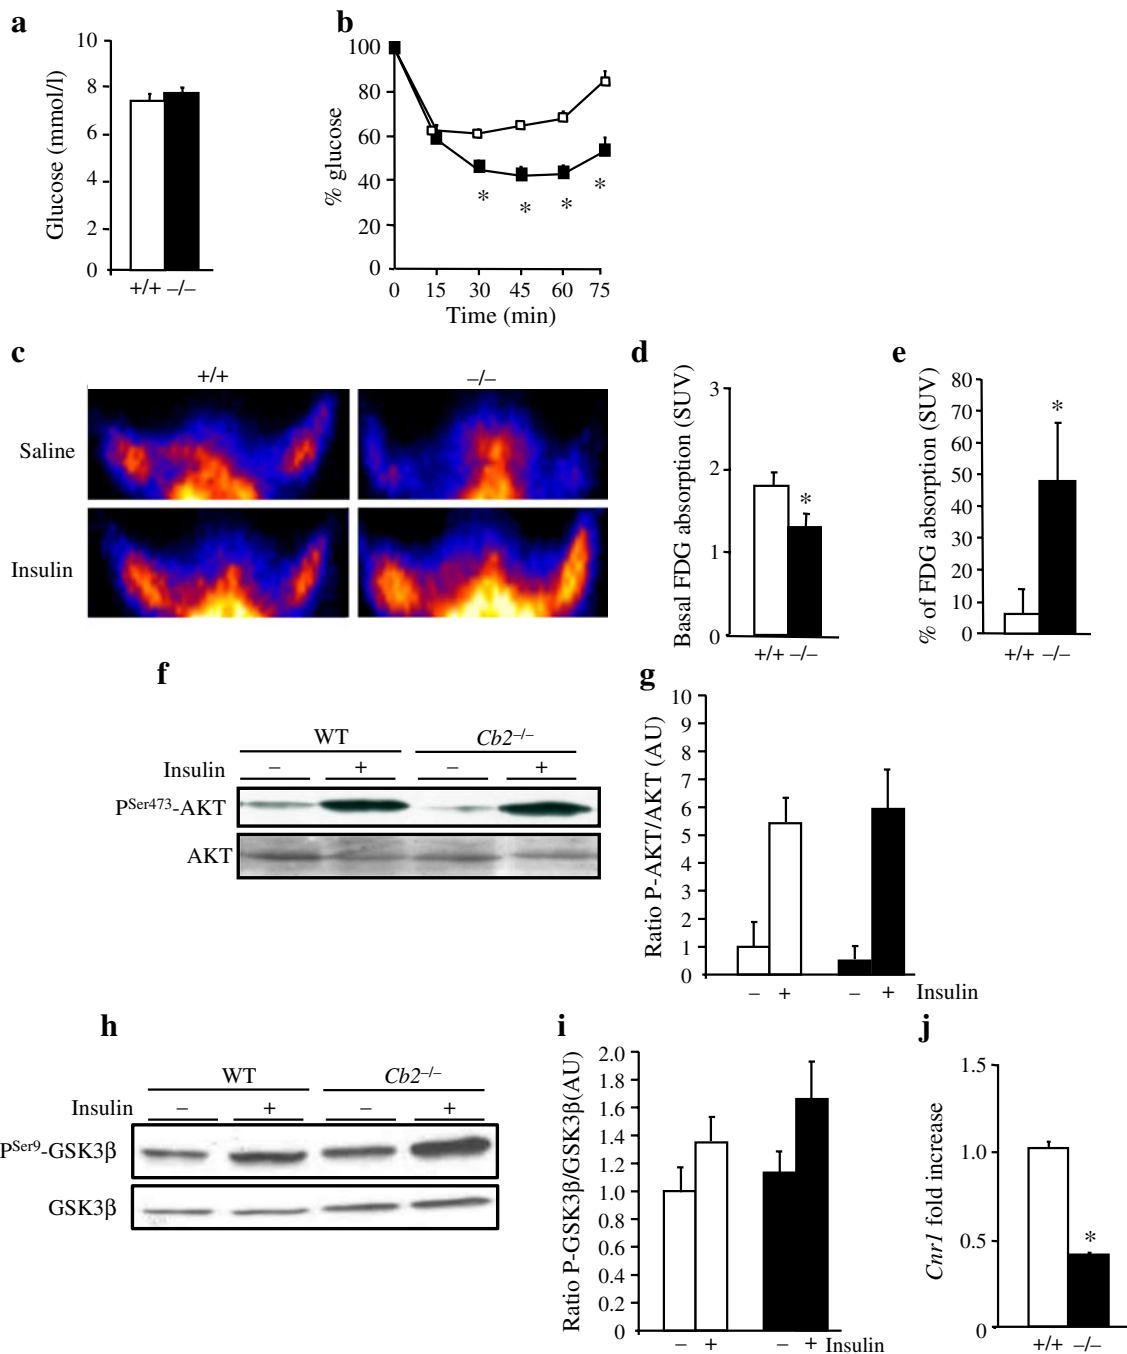 a
Glucose (mmol/l)
10
8
6
4
2
0
+/+ –/–
b
% glucose
100
80
60
40
20
0
*
*
*
*
0 15 30 45 60 75
Time (min)
c
+/+ –/–
Saline
Insulin
d
Basal FDG absorption (SUV)
3
2
1
0
*
+/+ –/–
e
% of FDG absorption (SUV)
80
70
60
50
40
30
20
10
0
*
+/+ –/–
f
WT Cb2–/–
Insulin – + – +
PSer473-AKT
AKT
g
Ratio P-AKT/AKT (AU)
10
9
8
7
6
5
4
3
2
1
0
– + – + Insulin
h
WT Cb2–/–
Insulin – + – +
PSer9-GSK3β
GSK3β
i
Ratio P-GSK3β/GSK3β(AU)
2.0
1.8
1.6
1.4
1.2
1.0
0.8
0.6
0.4
0.2
0
– + – + Insulin
j
Cnr1 fold increase
1.5
1.0
0.5
0
*
+/+ –/–